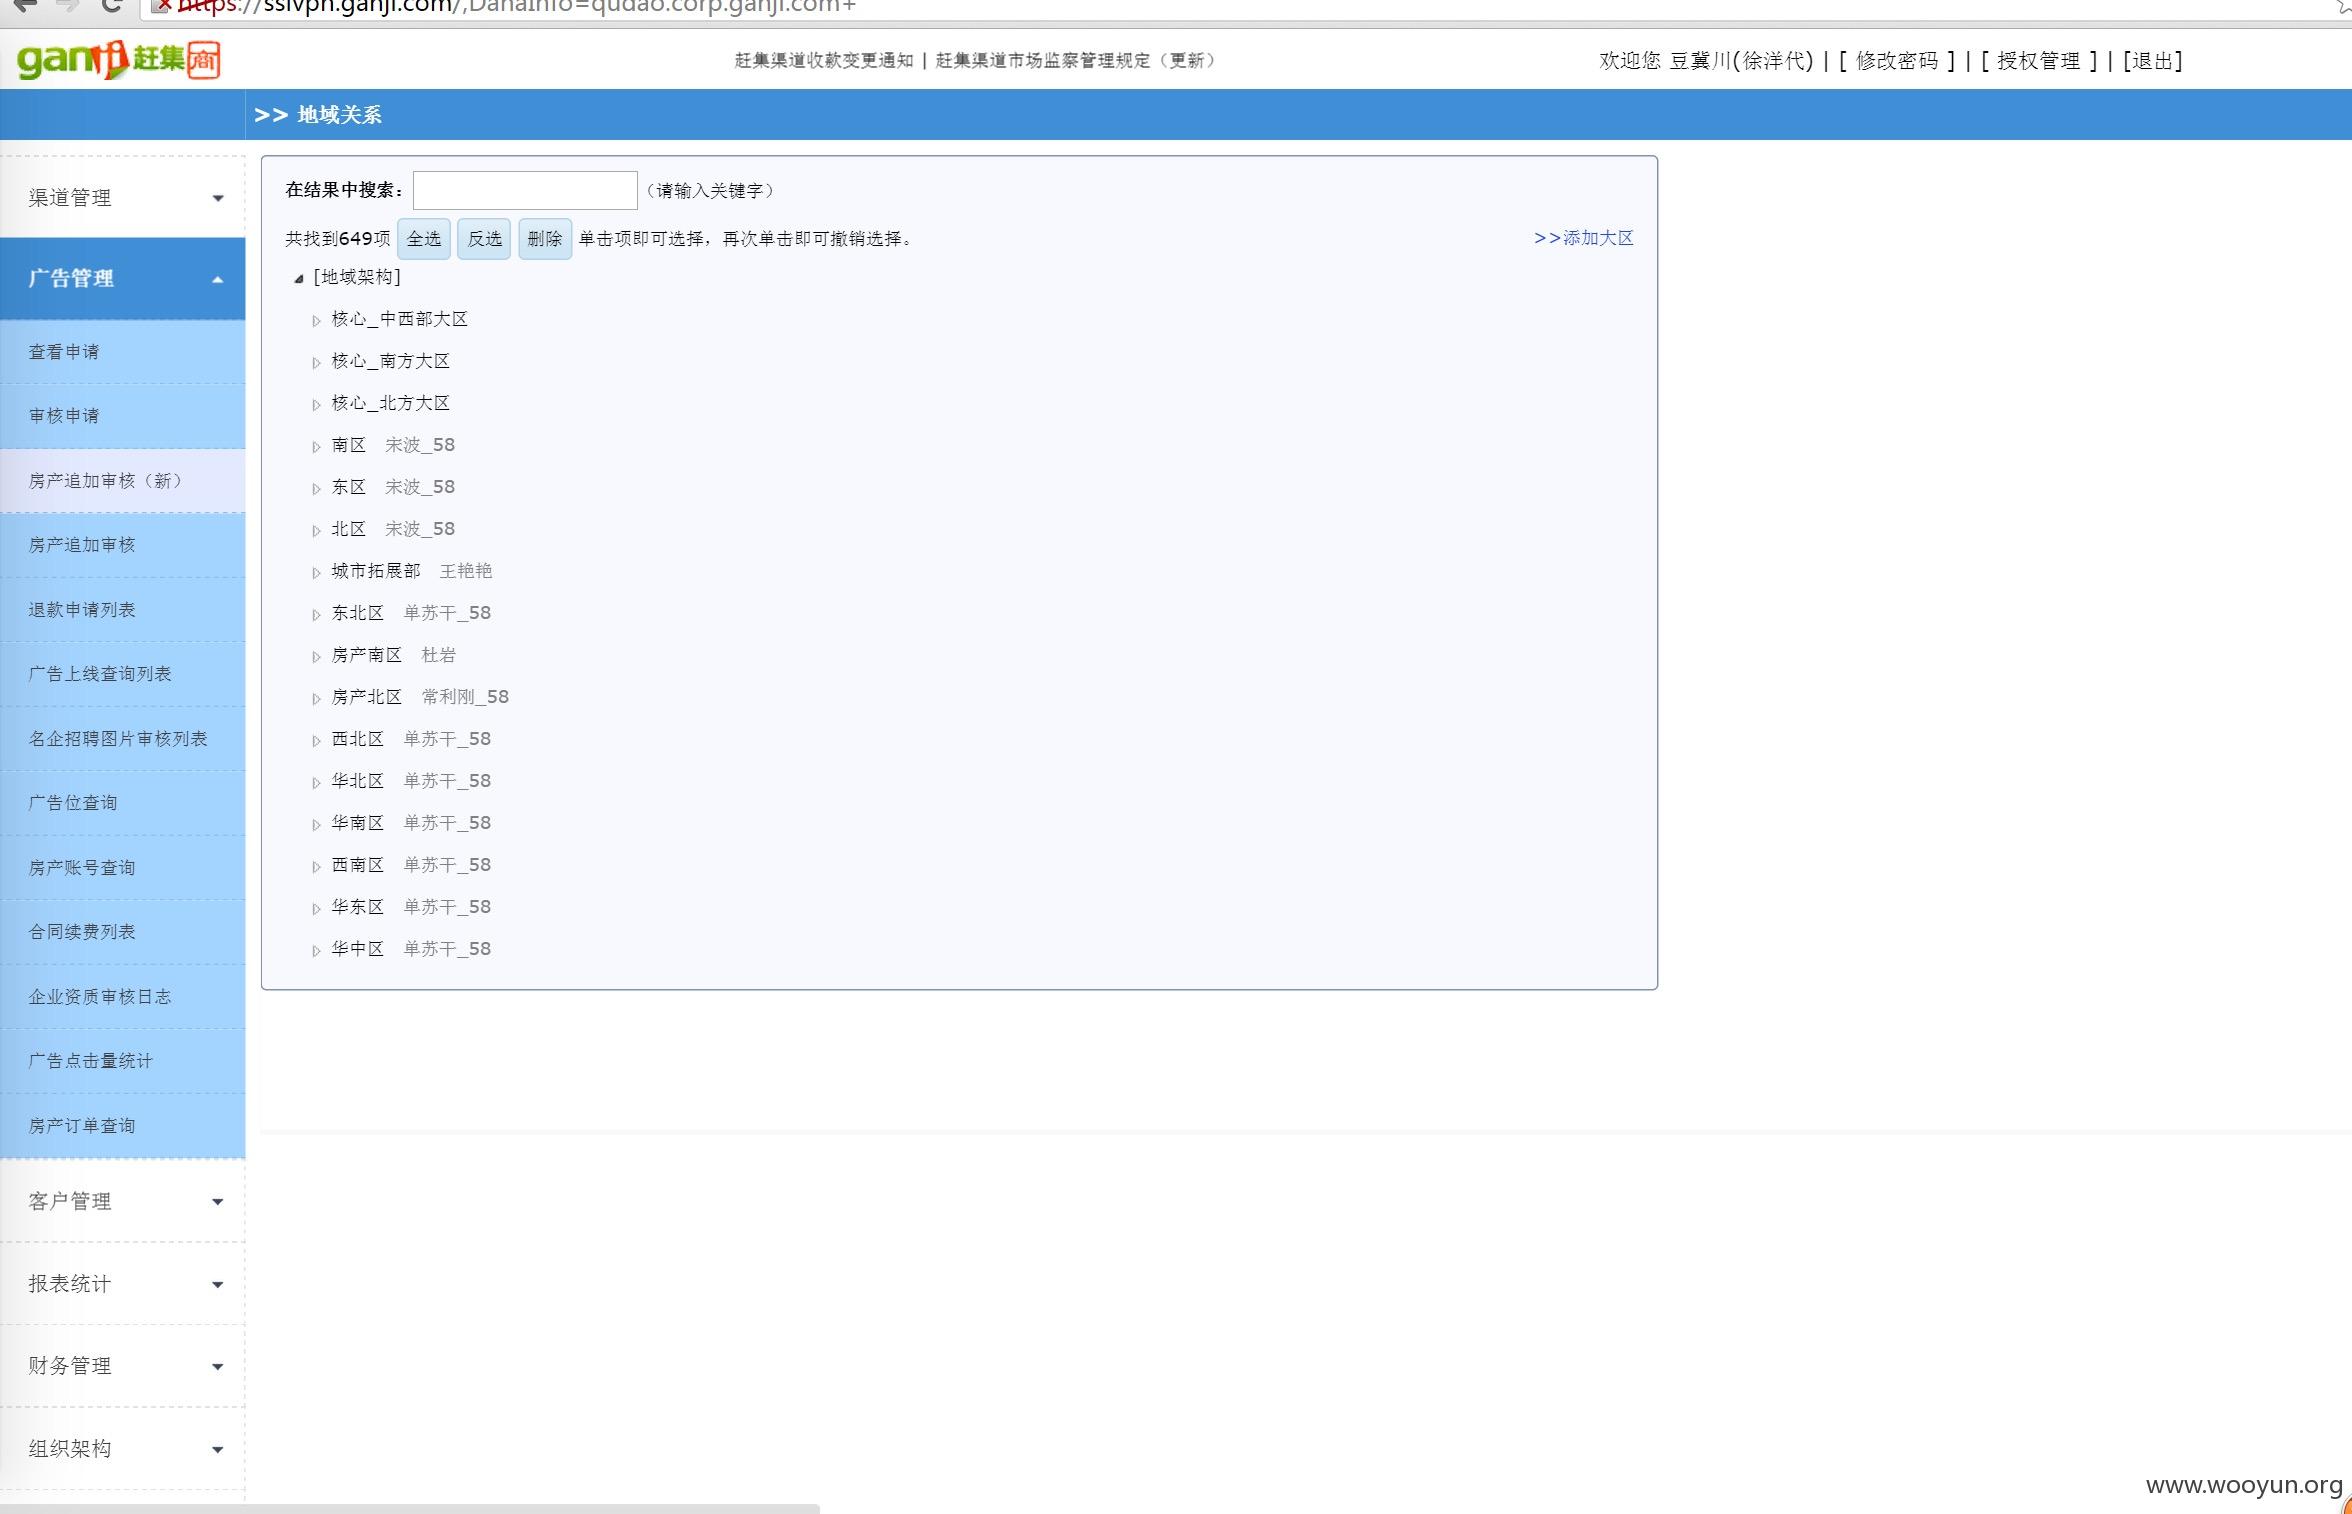 https://sslvpn.ganji.com/,DanaInfo=qudao.corp.ganji.com+
ganji赶集商
赶集渠道收款变更通知 | 赶集渠道市场监察管理规定（更新）
欢迎您 豆冀川(徐洋代) | [ 修改密码 ] | [ 授权管理 ] | [退出]
>> 地域关系
渠道管理
广告管理
查看申请
审核申请
房产追加审核（新）
房产追加审核
退款申请列表
广告上线查询列表
名企招聘图片审核列表
广告位查询
房产账号查询
合同续费列表
企业资质审核日志
广告点击量统计
房产订单查询
客户管理
报表统计
财务管理
组织架构
在结果中搜索：（请输入关键字）
共找到649项 全选 反选 删除 单击项即可选择，再次单击即可撤销选择。 >>添加大区
[地域架构]
核心_中西部大区
核心_南方大区
核心_北方大区
南区 宋波_58
东区 宋波_58
北区 宋波_58
城市拓展部 王艳艳
东北区 单苏干_58
房产南区 杜岩
房产北区 常利刚_58
西北区 单苏干_58
华北区 单苏干_58
华南区 单苏干_58
西南区 单苏干_58
华东区 单苏干_58
华中区 单苏干_58
www.wooyun.org